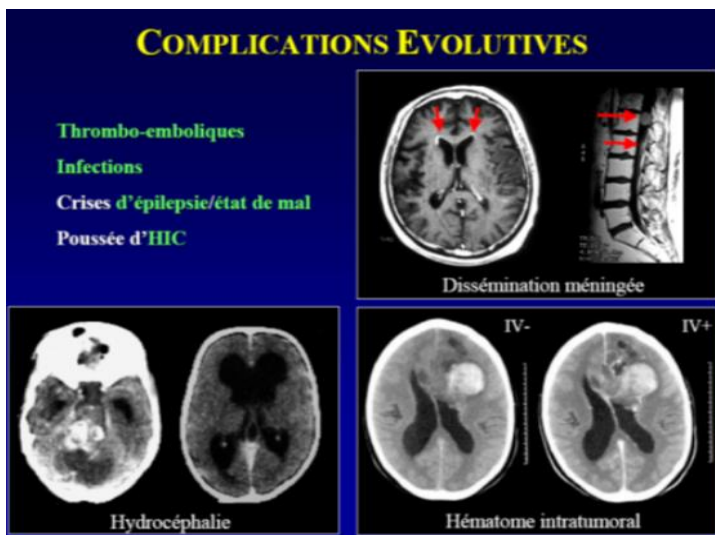 COMPLICATIONS EVOLUTIVES
Thrombo-emboliques
Infections
Crises d'épilepsie/état de mal
Poussée d'HIC
Dissémination méningée
Hydrocéphalie
IV-
IV+
Hématome intratumoral